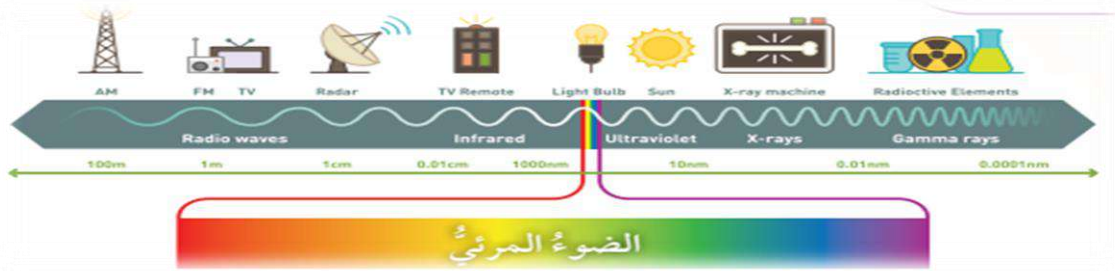 AM FM TV Radar TV Remote Light Bulb Sun X-ray machine Radioctive Elements
Radio waves Infrared Ultraviolet X-rays Gamma rays
100m 1m 1cm 0.01cm 1000nm 10nm 0.01nm 0.0001nm
الضوءُ المرئيُّ